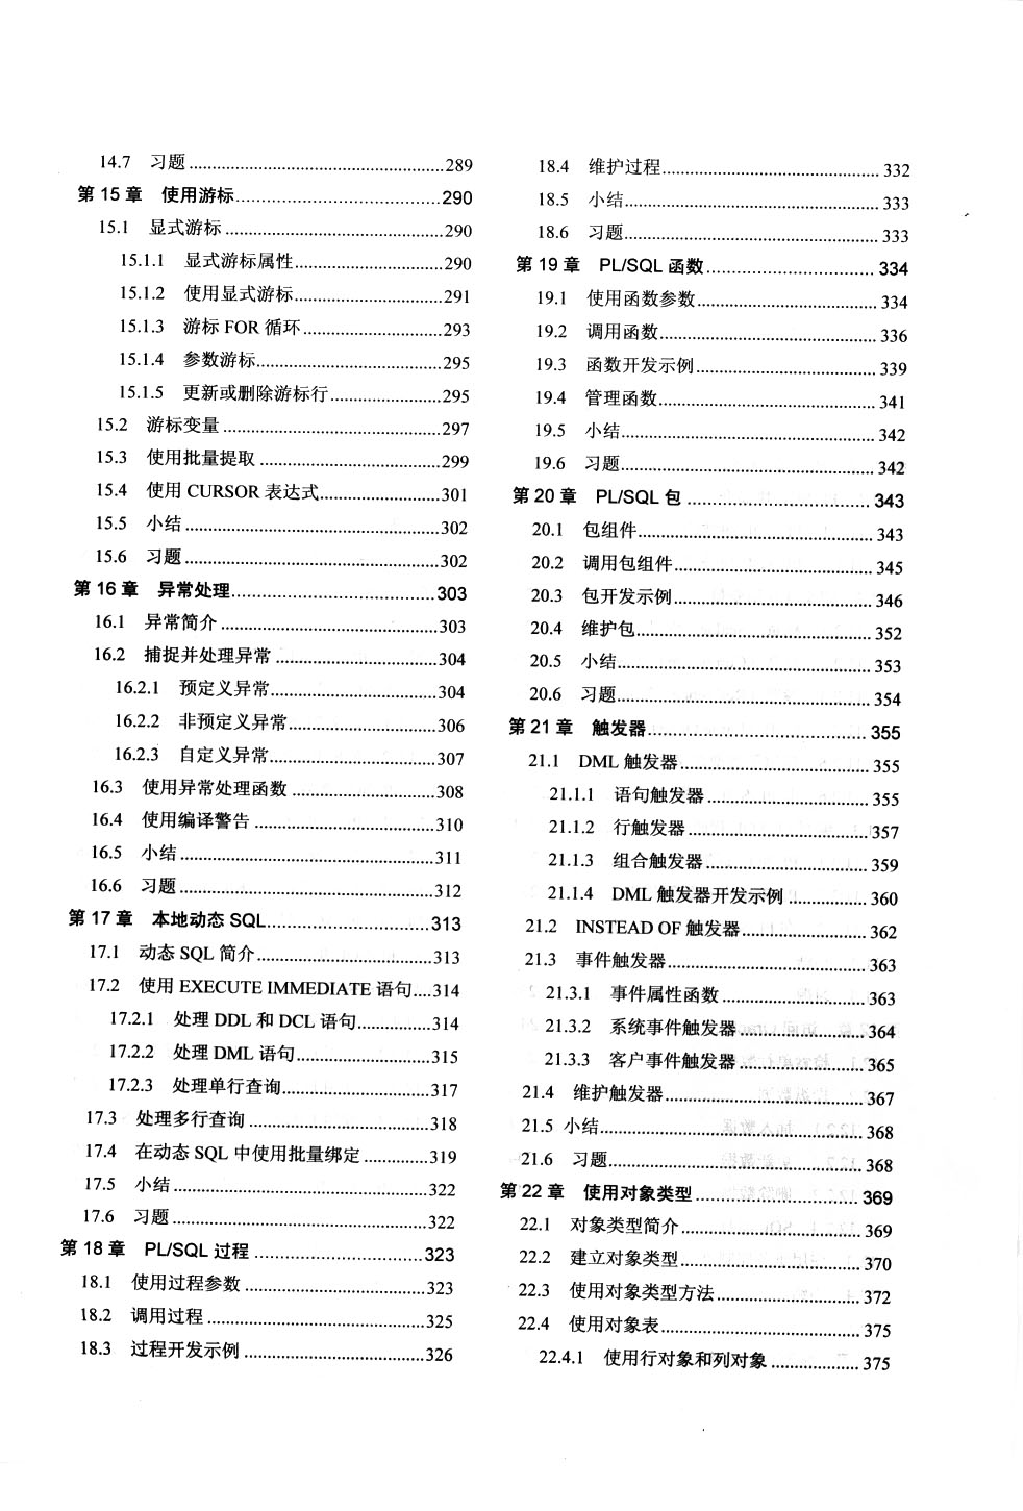 14.7 习题 289
第 15 章 使用游标 290
15.1 显式游标 290
15.1.1 显式游标属性 290
15.1.2 使用显式游标 291
15.1.3 游标 FOR 循环 293
15.1.4 参数游标 295
15.1.5 更新或删除游标行 295
15.2 游标变量 297
15.3 使用批量提取 299
15.4 使用 CURSOR 表达式 301
15.5 小结 302
15.6 习题 302
第 16 章 异常处理 303
16.1 异常简介 303
16.2 捕捉并处理异常 304
16.2.1 预定义异常 304
16.2.2 非预定义异常 306
16.2.3 自定义异常 307
16.3 使用异常处理函数 308
16.4 使用编译警告 310
16.5 小结 311
16.6 习题 312
第 17 章 本地动态 SQL 313
17.1 动态 SQL 简介 313
17.2 使用 EXECUTE IMMEDIATE 语句 314
17.2.1 处理 DDL 和 DCL 语句 314
17.2.2 处理 DML 语句 315
17.2.3 处理单行查询 317
17.3 处理多行查询 318
17.4 在动态 SQL 中使用批量绑定 319
17.5 小结 322
17.6 习题 322
第 18 章 PL/SQL 过程 323
18.1 使用过程参数 323
18.2 调用过程 325
18.3 过程开发示例 326
18.4 维护过程 332
18.5 小结 333
18.6 习题 333
第 19 章 PL/SQL 函数 334
19.1 使用函数参数 334
19.2 调用函数 336
19.3 函数开发示例 339
19.4 管理函数 341
19.5 小结 342
19.6 习题 342
第 20 章 PL/SQL 包 343
20.1 包组件 343
20.2 调用包组件 345
20.3 包开发示例 346
20.4 维护包 352
20.5 小结 353
20.6 习题 354
第 21 章 触发器 355
21.1 DML 触发器 355
21.1.1 语句触发器 355
21.1.2 行触发器 357
21.1.3 组合触发器 359
21.1.4 DML 触发器开发示例 360
21.2 INSTEAD OF 触发器 362
21.3 事件触发器 363
21.3.1 事件属性函数 363
21.3.2 系统事件触发器 364
21.3.3 客户事件触发器 365
21.4 维护触发器 367
21.5 小结 368
21.6 习题 368
第 22 章 使用对象类型 369
22.1 对象类型简介 369
22.2 建立对象类型 370
22.3 使用对象类型方法 372
22.4 使用对象表 375
22.4.1 使用行对象和列对象 375